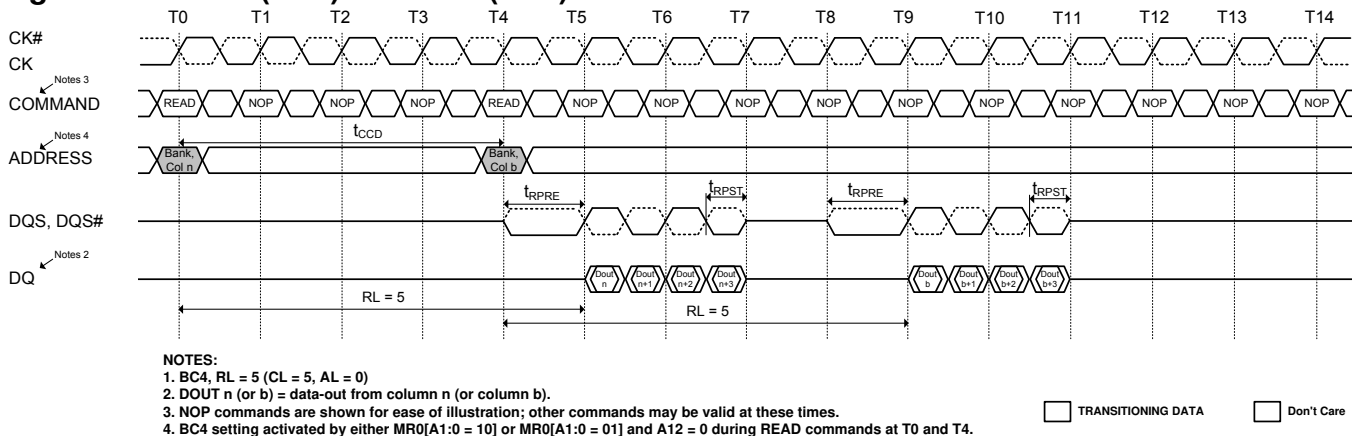 T0 T1 T2 T3 T4 T5 T6 T7 T8 T9 T10 T11 T12 T13 T14
CK#
CK
Notes 3
COMMAND READ NOP NOP NOP READ NOP NOP NOP NOP NOP NOP NOP NOP NOP NOP
Notes 4
tCCD
ADDRESS Bank, Col n Bank, Col b
tRPRE tRPST tRPRE tRPST
DQS, DQS#
Notes 2
DQ Dout n Dout n+1 Dout n+2 Dout n+3 Dout b Dout b+1 Dout b+2 Dout b+3
RL = 5
RL = 5
NOTES:
1. BC4, RL = 5 (CL = 5, AL = 0)
2. DOUT n (or b) = data-out from column n (or column b).
3. NOP commands are shown for ease of illustration; other commands may be valid at these times.
4. BC4 setting activated by either MR0[A1:0 = 10] or MR0[A1:0 = 01] and A12 = 0 during READ commands at T0 and T4.
TRANSITIONING DATA Don't Care